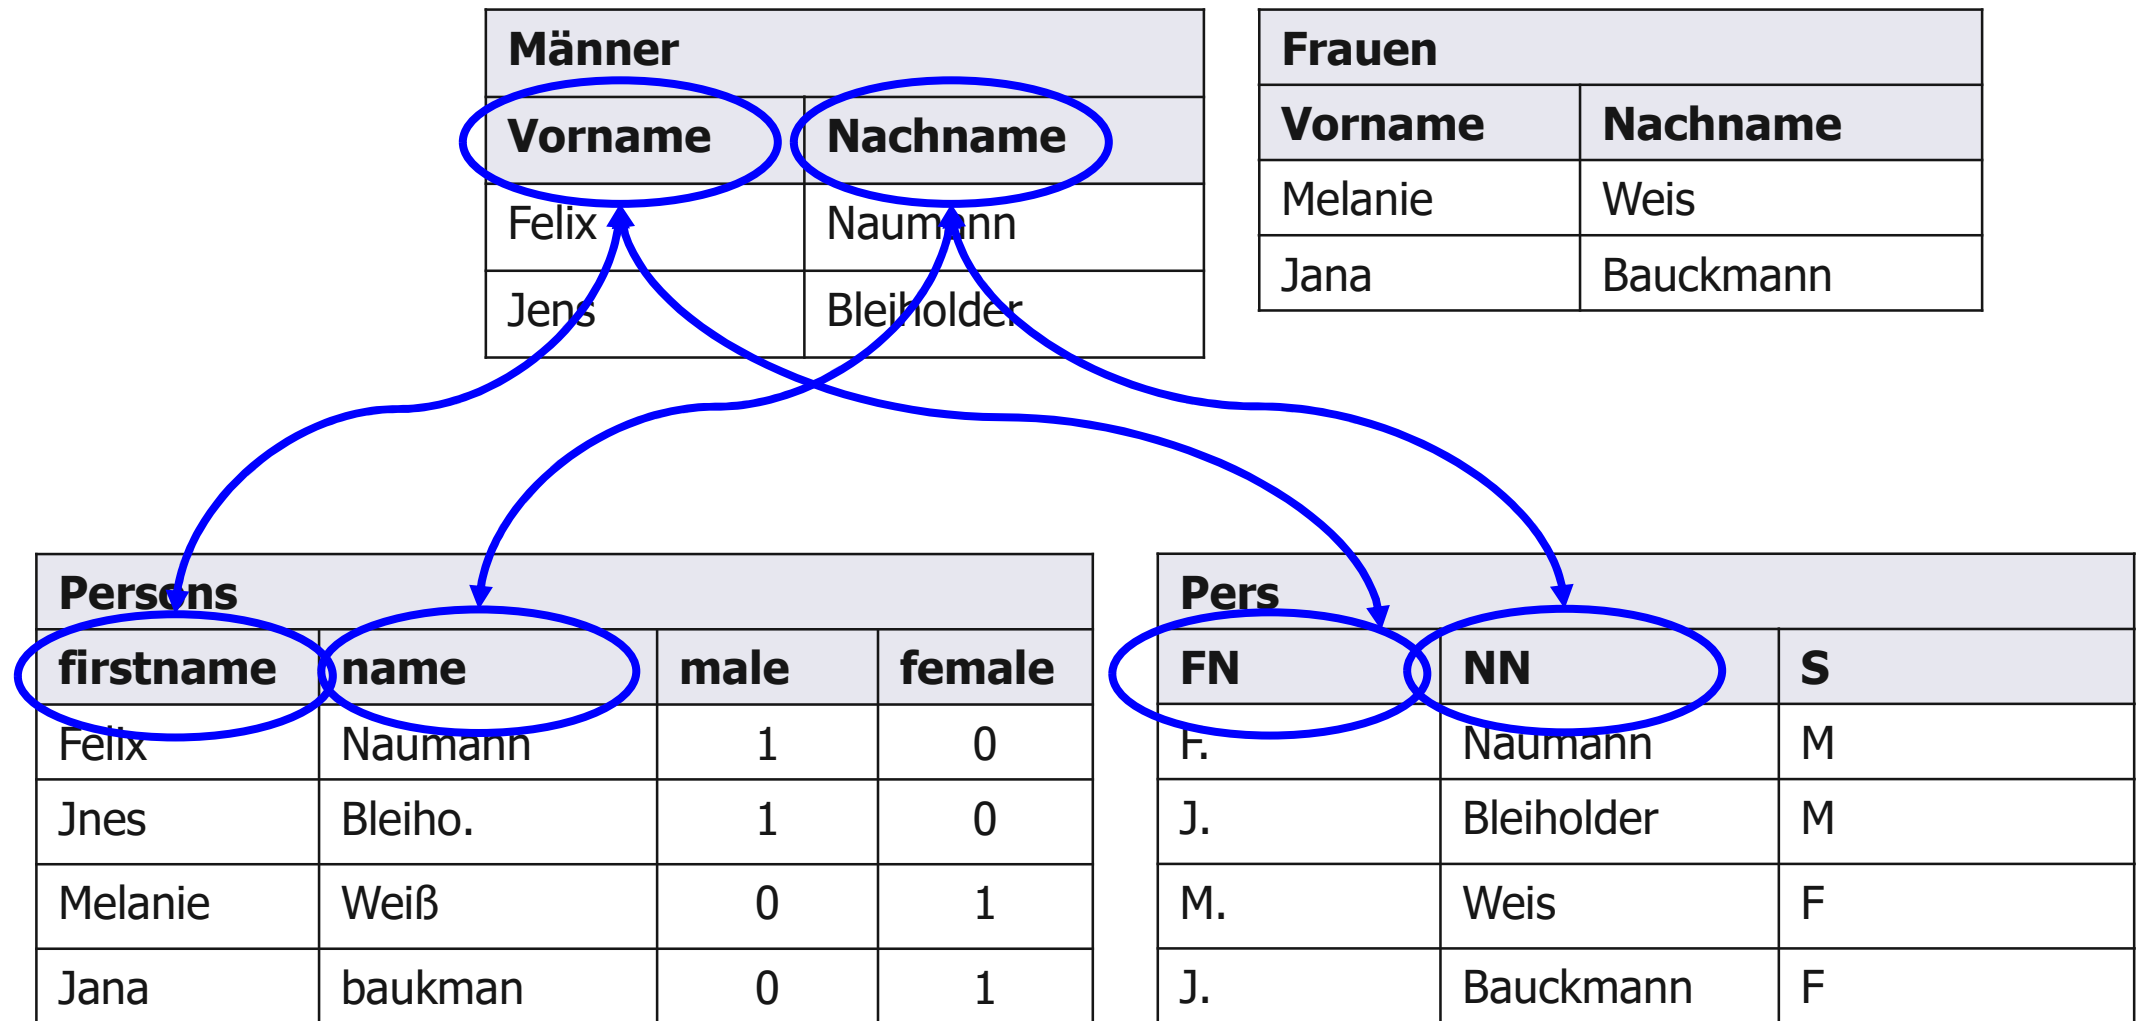 Männer
Vorname Nachname
Felix Naumann
Jens Bleiholder
Frauen
Vorname Nachname
Melanie Weis
Jana Bauckmann
Persons
firstname name male female
Felix Naumann 1 0
Jnes Bleiho. 1 0
Melanie Weiß 0 1
Jana baukman 0 1
Pers
FN NN S
F. Naumann M
J. Bleiholder M
M. Weis F
J. Bauckmann F